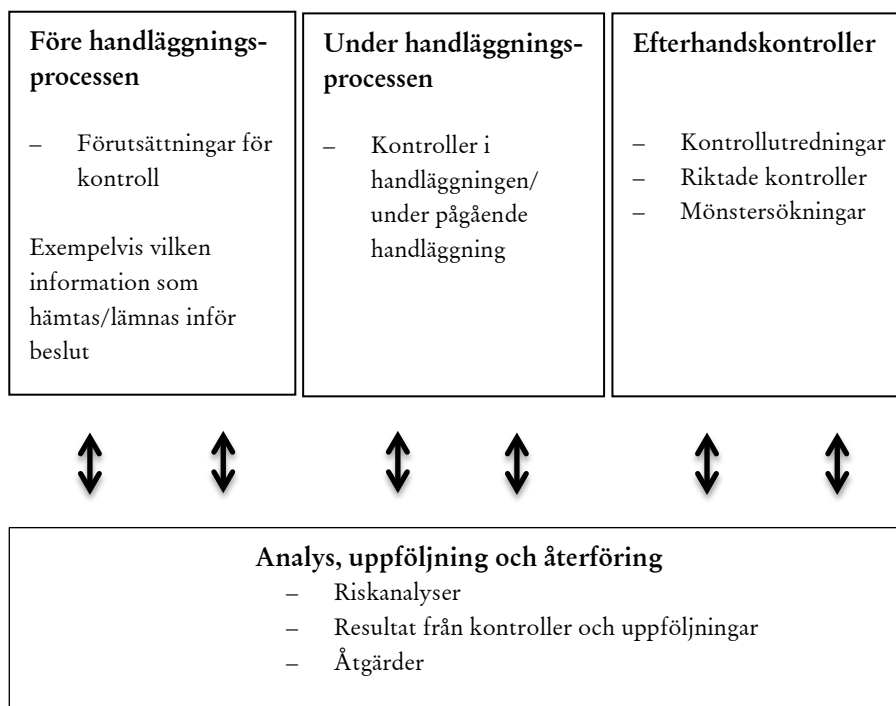 Före handläggnings-
processen
– Förutsättningar för
kontroll
Exempelvis vilken
information som
hämtas/lämnas inför
beslut
Under handläggnings-
processen
– Kontroller i
handläggningen/
under pågående
handläggning
Efterhandskontroller
– Kontrollutredningar
– Riktade kontroller
– Mönstersökningar
Analys, uppföljning och återföring
– Riskanalyser
– Resultat från kontroller och uppföljningar
– Åtgärder